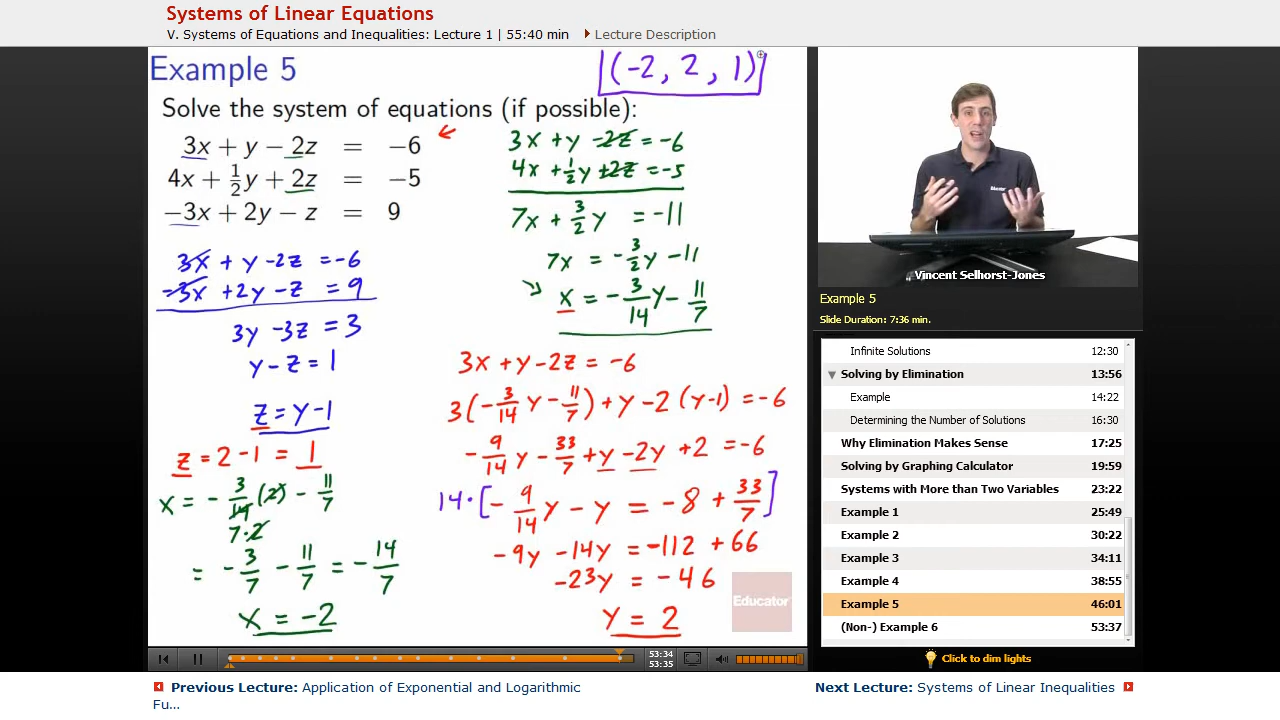 Systems of Linear Equations
V. Systems of Equations and Inequalities: Lecture 1 | 55:40 min
Lecture Description
Example 5
(-2, 2, 1)
Solve the system of equations (if possible):
3x + y − 2z = −6
4x + 1/2y + 2z = −5
−3x + 2y − z = 9
3x + y -2z = -6
-3x +2y -z = 9
3y -3z = 3
y - z = 1
z = y -1
z = 2 -1 = 1
x = - 3/14 (2) - 11/7
7·2
= - 3/7 - 11/7 = - 14/7
x = -2
3x + y -2z = -6
4x + 1/2y +2z = -5
7x + 3/2y = -11
7x = - 3/2y -11
x = - 3/14y - 11/7
3x + y -2z = -6
3(- 3/14y - 11/7) + y -2(y-1) = -6
- 9/14y - 33/7 + y -2y +2 = -6
14·[- 9/14y - y = -8 + 33/7]
-9y -14y = -112 +66
-23y = -46
y = 2
Educator
53:34
53:35
Educator
Vincent Selhorst-Jones
Example 5
Slide Duration: 7:36 min.
Infinite Solutions 12:30
Solving by Elimination 13:56
Example 14:22
Determining the Number of Solutions 16:30
Why Elimination Makes Sense 17:25
Solving by Graphing Calculator 19:59
Systems with More than Two Variables 23:22
Example 1 25:49
Example 2 30:22
Example 3 34:11
Example 4 38:55
Example 5 46:01
(Non-) Example 6 53:37
Click to dim lights
Previous Lecture: Application of Exponential and Logarithmic
Fu...
Next Lecture: Systems of Linear Inequalities